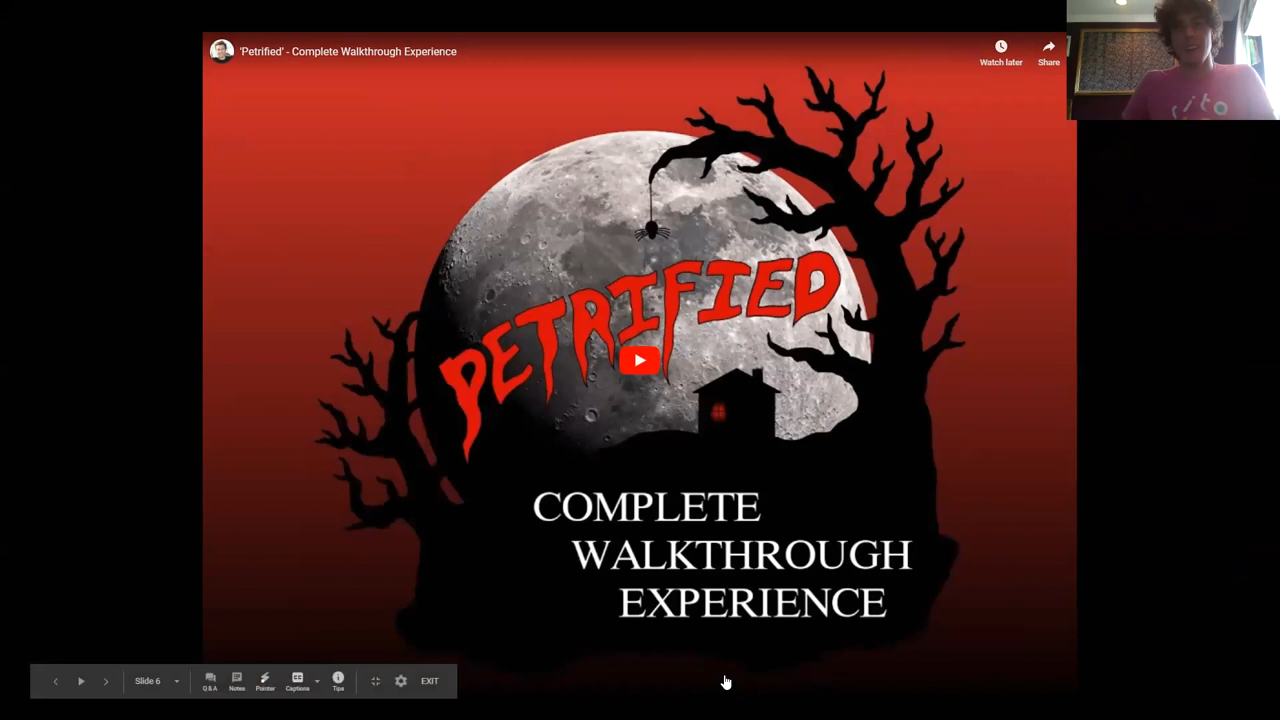 'Petrified' - Complete Walkthrough Experience
Watch later
Share
PETRIFIED
COMPLETE
WALKTHROUGH
EXPERIENCE
Slide 6
Q & A
Notes
Pointer
Captions
Tips
EXIT